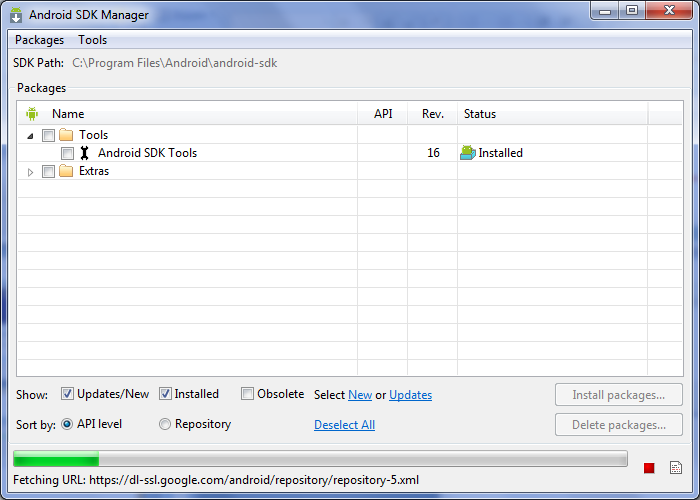 Android SDK Manager
Packages Tools
SDK Path: C:\Program Files\Android\android-sdk
Packages
Name API Rev. Status
Tools
Android SDK Tools 16 Installed
Extras
Show: Updates/New Installed Obsolete Select New or Updates Install packages...
Sort by: API level Repository Deselect All Delete packages...
Fetching URL: https://dl-ssl.google.com/android/repository/repository-5.xml